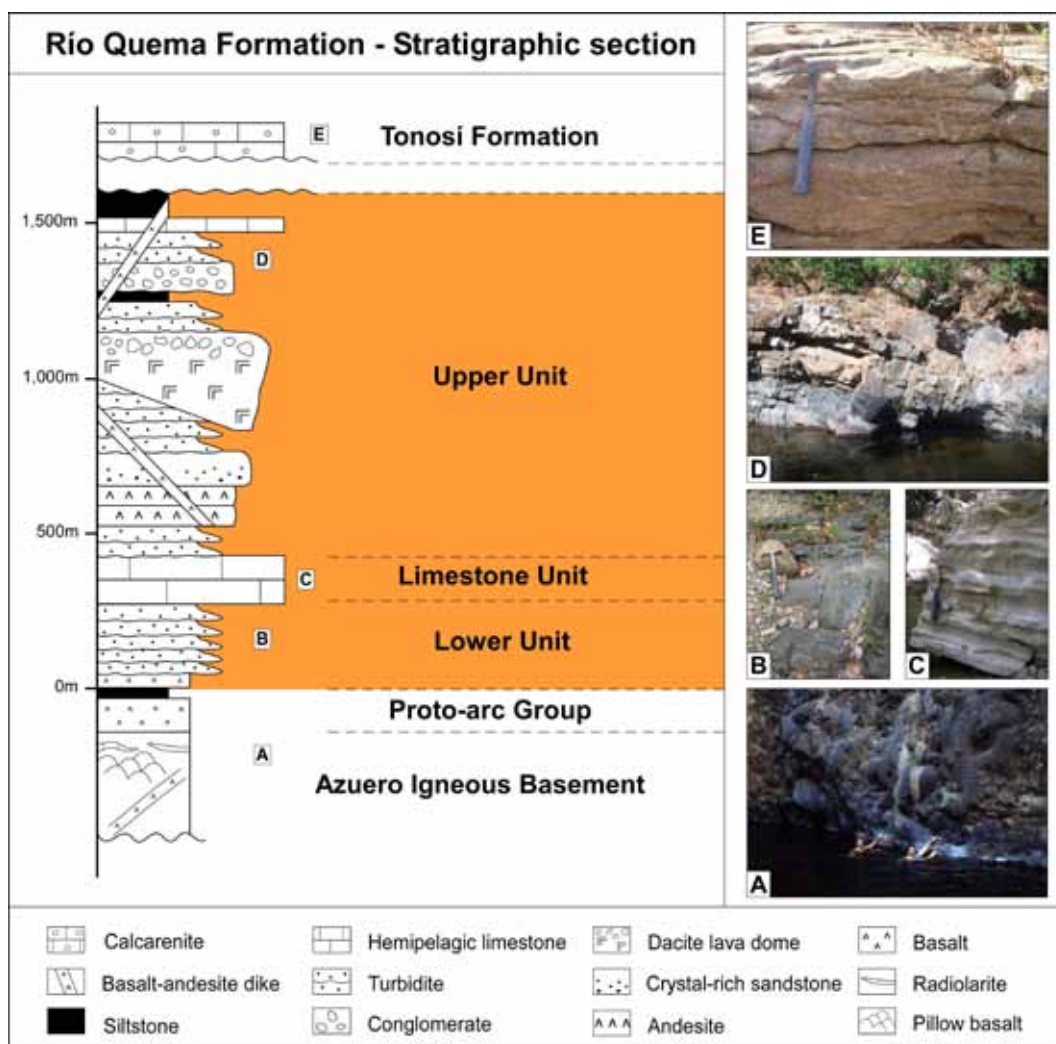 Río Quema Formation - Stratigraphic section
E
Tonosi Formation
1,500m
D
1,000m
Upper Unit
500m
C
Limestone Unit
B
Lower Unit
0m
Proto-arc Group
A
Azuero Igneous Basement
E
D
B
C
A
Calcarenite
Hemipelagic limestone
Dacite lava dome
Basalt
Basalt-andesite dike
Turbidite
Crystal-rich sandstone
Radiolarite
Siltstone
Conglomerate
Andesite
Pillow basalt